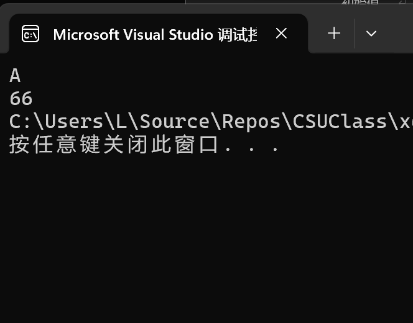 Microsoft Visual Studio 调试
A
66
C:\Users\L\Source\Repos\CSUClass\
按任意键关闭此窗口. . .